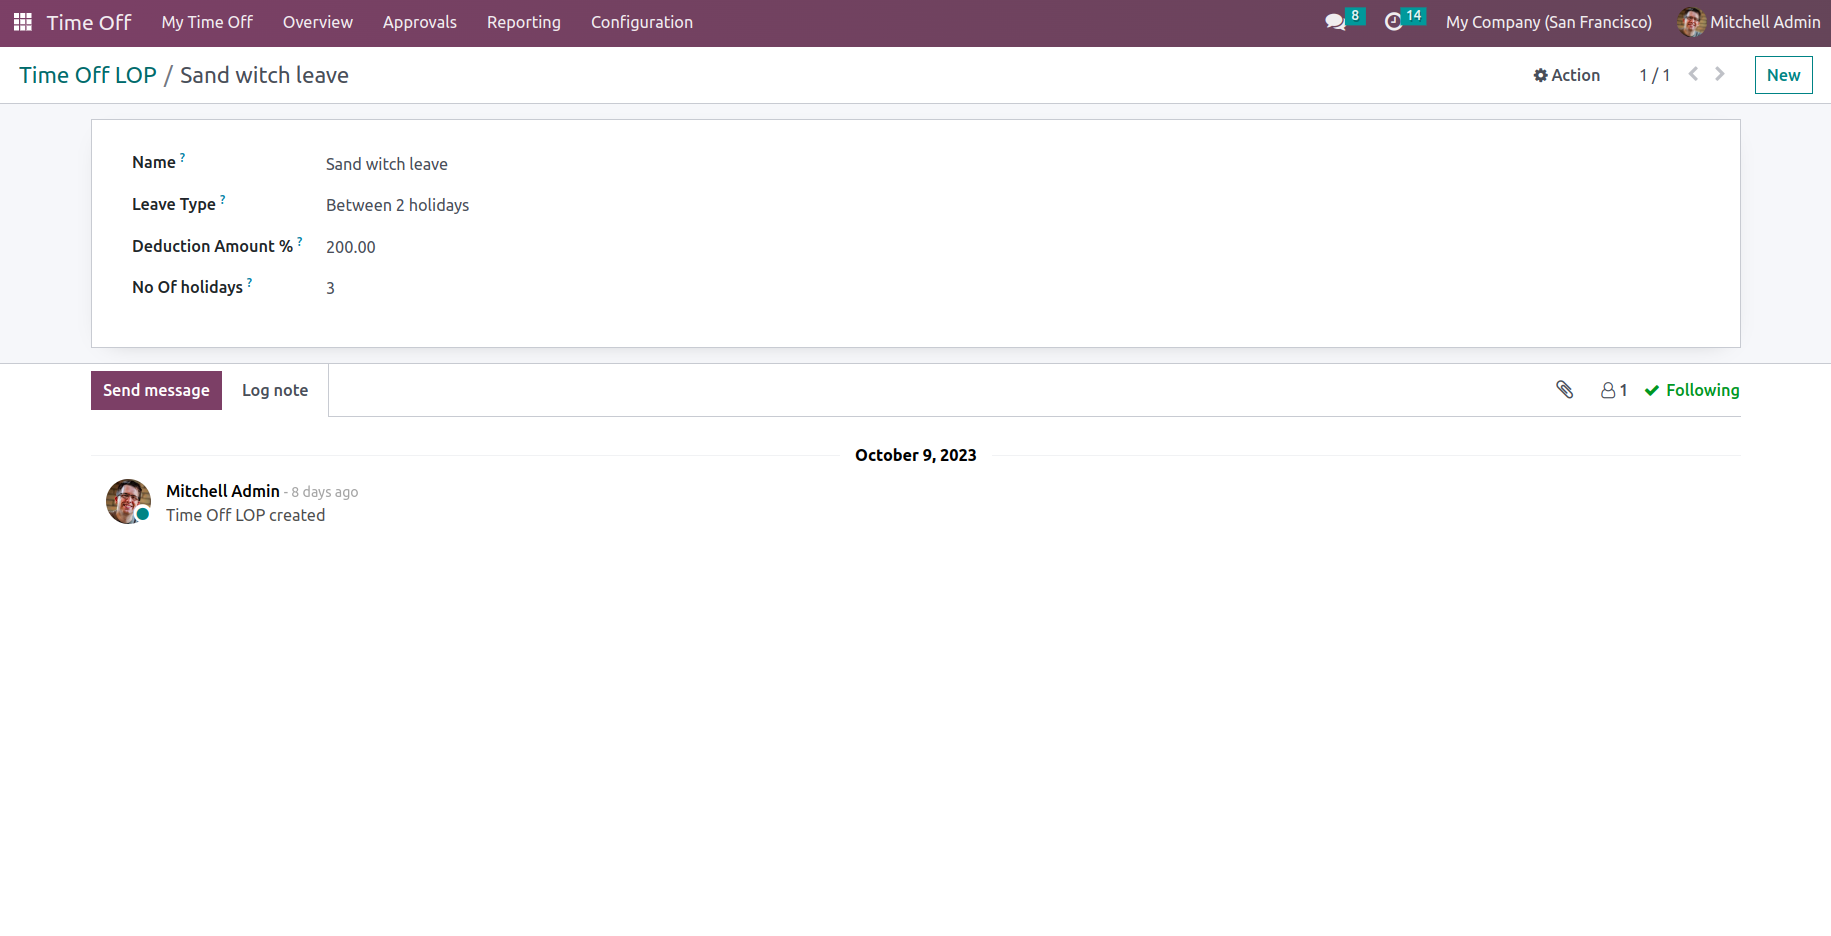 Time Off My Time Off Overview Approvals Reporting Configuration 8 14 My Company (San Francisco) Mitchell Admin
Time Off LOP / Sand witch leave Action 1 / 1 New
Name ? Sand witch leave
Leave Type ? Between 2 holidays
Deduction Amount % ? 200.00
No Of holidays ? 3
Send message Log note 1 Following
October 9, 2023
Mitchell Admin - 8 days ago
Time Off LOP created